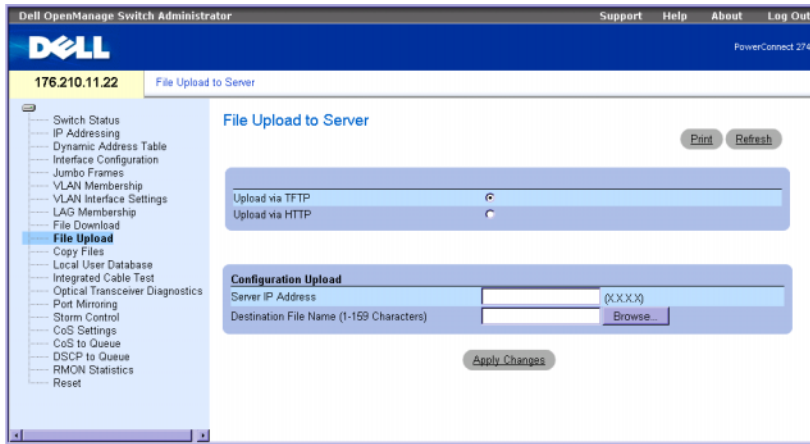 Dell OpenManage Switch Administrator Support Help About Log Out
DELL
PowerConnect 274
176.210.11.22 File Upload to Server
Switch Status
IP Addressing
Dynamic Address Table
Interface Configuration
Jumbo Frames
VLAN Membership
VLAN Interface Settings
LAG Membership
File Download
File Upload
Copy Files
Local User Database
Integrated Cable Test
Optical Transceiver Diagnostics
Port Mirroring
Storm Control
CoS Settings
CoS to Queue
DSCP to Queue
RMON Statistics
Reset
File Upload to Server
Print Refresh
Upload via TFTP
Upload via HTTP
Configuration Upload
Server IP Address (X.X.X.X)
Destination File Name (1-159 Characters) Browse...
Apply Changes